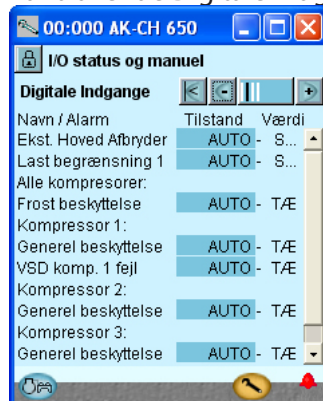 00:000 AK-CH 650
I/O status og manuel
Digitale Indgange
Navn / Alarm Tilstand Værdi
Ekst. Hoved Afbryder AUTO - S...
Last begrænsning 1 AUTO - S...
Alle kompresorer:
Frost beskyttelse AUTO - TÆ
Kompressor 1:
Generel beskyttelse AUTO - TÆ
VSD komp. 1 fejl AUTO - TÆ
Kompressor 2:
Generel beskyttelse AUTO - TÆ
Kompressor 3:
Generel beskyttelse AUTO - TÆ